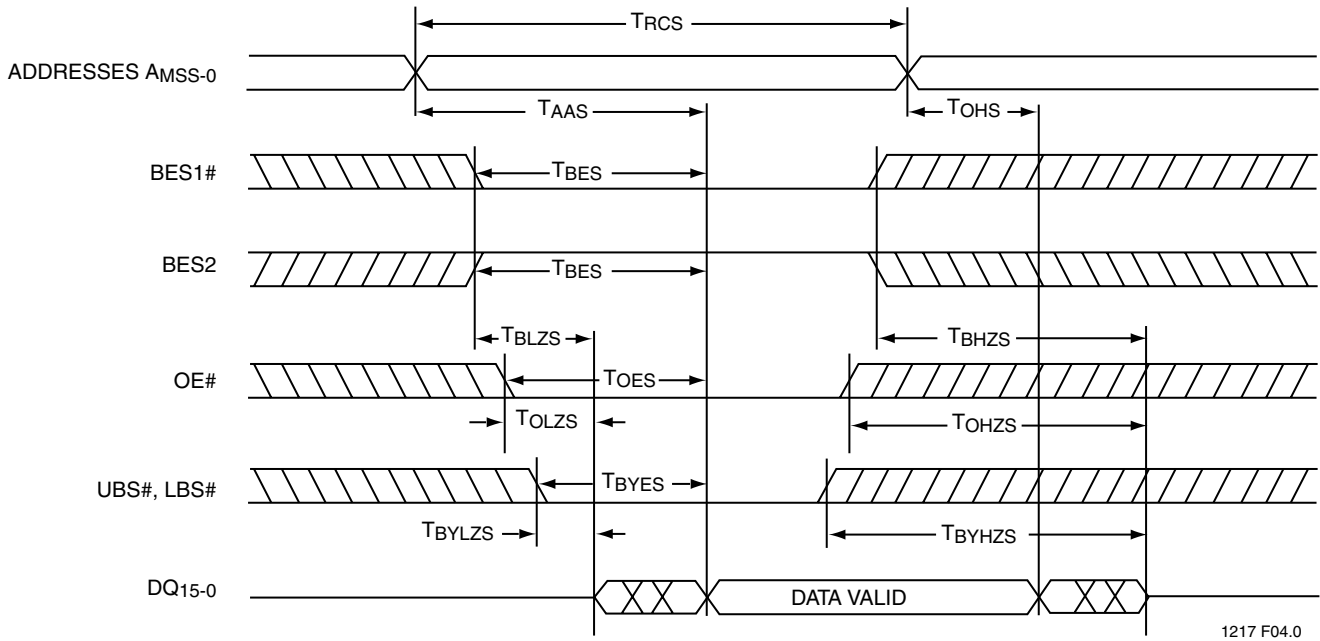 TRCS
ADDRESSES AMSS-0
TAAS
TOHS
BES1#
TBES
BES2
TBES
TBLZS
TBHZS
OE#
TOES
TOLZS
TOHZS
UBS#, LBS#
TBYES
TBYLZS
TBYHZS
DQ15-0
DATA VALID
1217 F04.0